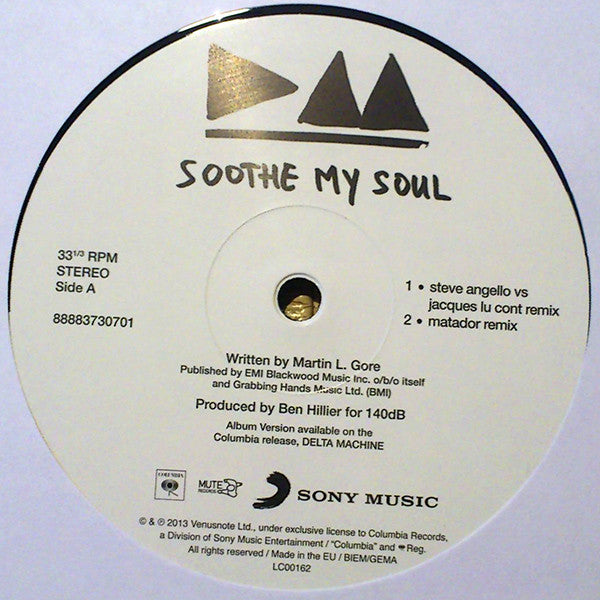 SOOTHE MY SOUL
33 1/3 RPM
STEREO
Side A
88883730701
1 • steve angello vs
jacques lu cont remix
2 • matador remix
Written by Martin L. Gore
Published by EMI Blackwood Music Inc. o/b/o itself
and Grabbing Hands Music Ltd. (BMI)
Produced by Ben Hillier for 140dB
Album Version available on the
Columbia release, DELTA MACHINE
COLUMBIA
MUTE
RECORDS
SONY MUSIC
© & ℗ 2013 Venusnote Ltd., under exclusive license to Columbia Records,
a Division of Sony Music Entertainment / "Columbia" and Reg.
All rights reserved / Made in the EU / BIEM/GEMA
LC00162